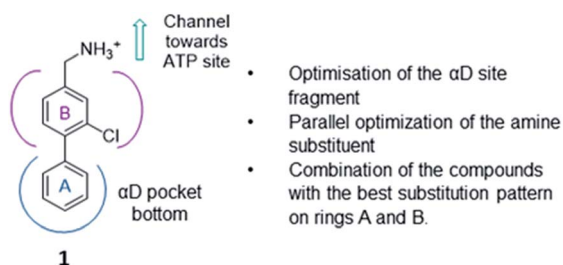 Channel
towards
ATP site
NH₃⁺
B
Cl
A
αD pocket
bottom
1
• Optimisation of the αD site
fragment
• Parallel optimization of the amine
substituent
• Combination of the compounds
with the best substitution pattern
on rings A and B.